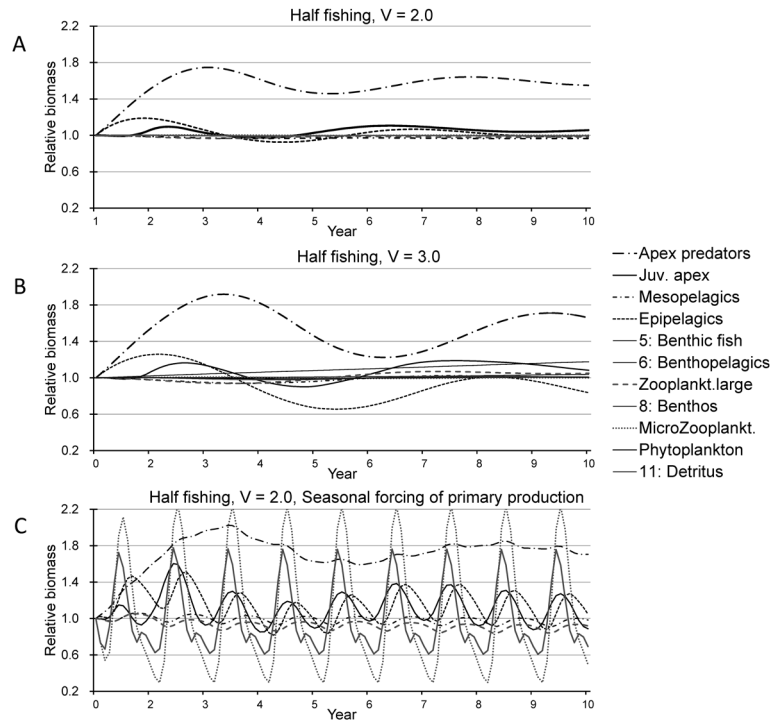 Half fishing, V = 2.0
A
Relative biomass
2.2
1.8
1.4
1.0
0.6
0.2
1 2 3 4 5 6 7 8 9 10
Year
Half fishing, V = 3.0
B
Relative biomass
2.2
1.8
1.4
1.0
0.6
0.2
0 1 2 3 4 5 6 7 8 9 10
Year
Apex predators
Juv. apex
Mesopelagics
Epipelagics
5: Benthic fish
6: Benthopelagics
Zooplankt.large
8: Benthos
MicroZooplankt.
Phytoplankton
11: Detritus
Half fishing, V = 2.0, Seasonal forcing of primary production
C
Relative biomass
2.2
1.8
1.4
1.0
0.6
0.2
0 1 2 3 4 5 6 7 8 9 10
Year